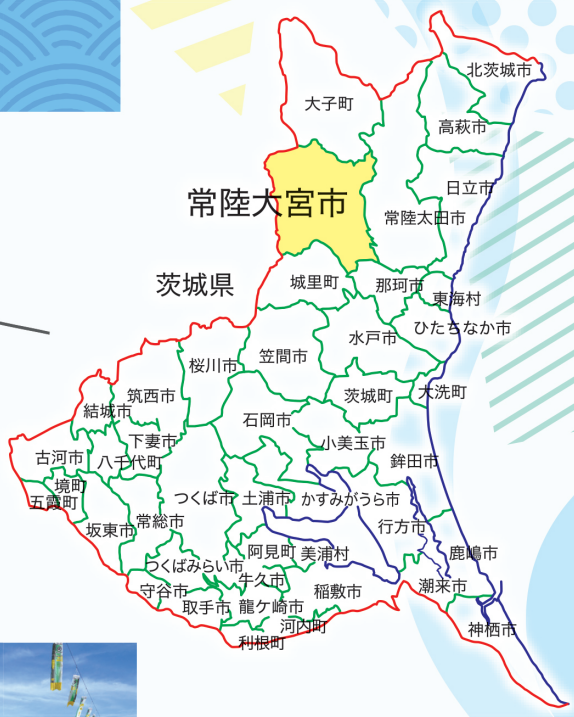 北茨城市
大子町
高萩市
日立市
常陸大宮市
常陸太田市
茨城県
城里町
那珂市
東海村
ひたちなか市
水戸市
笠間市
桜川市
筑西市
茨城町
大洗町
結城市
石岡市
小美玉市
下妻市
古河市
八千代町
鉾田市
境町
五霞町
つくば市
土浦市
かすみがうら市
坂東市
常総市
行方市
阿見町
美浦村
鹿嶋市
つくばみらい市
牛久市
守谷市
稲敷市
潮来市
取手市
龍ケ崎市
河内町
神栖市
利根町